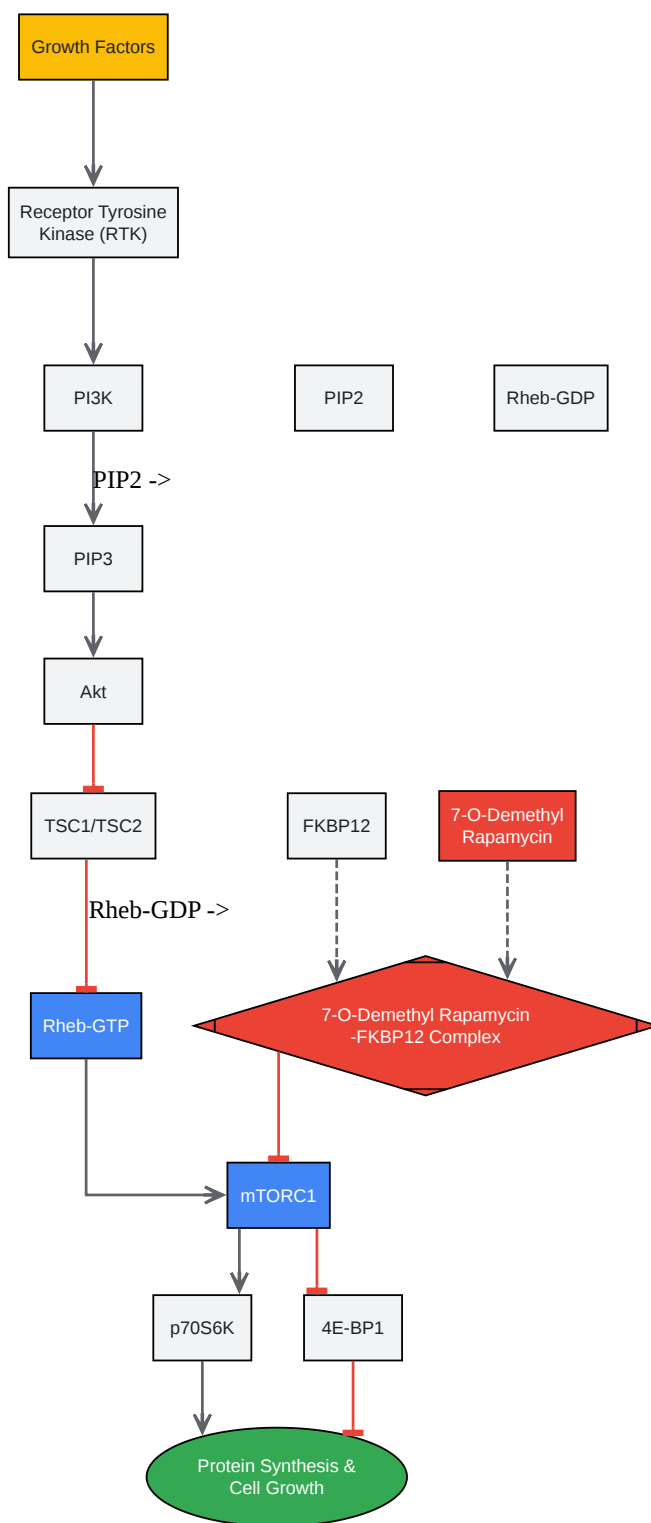 Growth Factors
Receptor Tyrosine
Kinase (RTK)
PI3K
PIP2
Rheb-GDP
PIP2 ->
PIP3
Akt
TSC1/TSC2
FKBP12
7-O-Demethyl
Rapamycin
Rheb-GDP ->
Rheb-GTP
7-O-Demethyl Rapamycin
-FKBP12 Complex
mTORC1
p70S6K
4E-BP1
Protein Synthesis &
Cell Growth